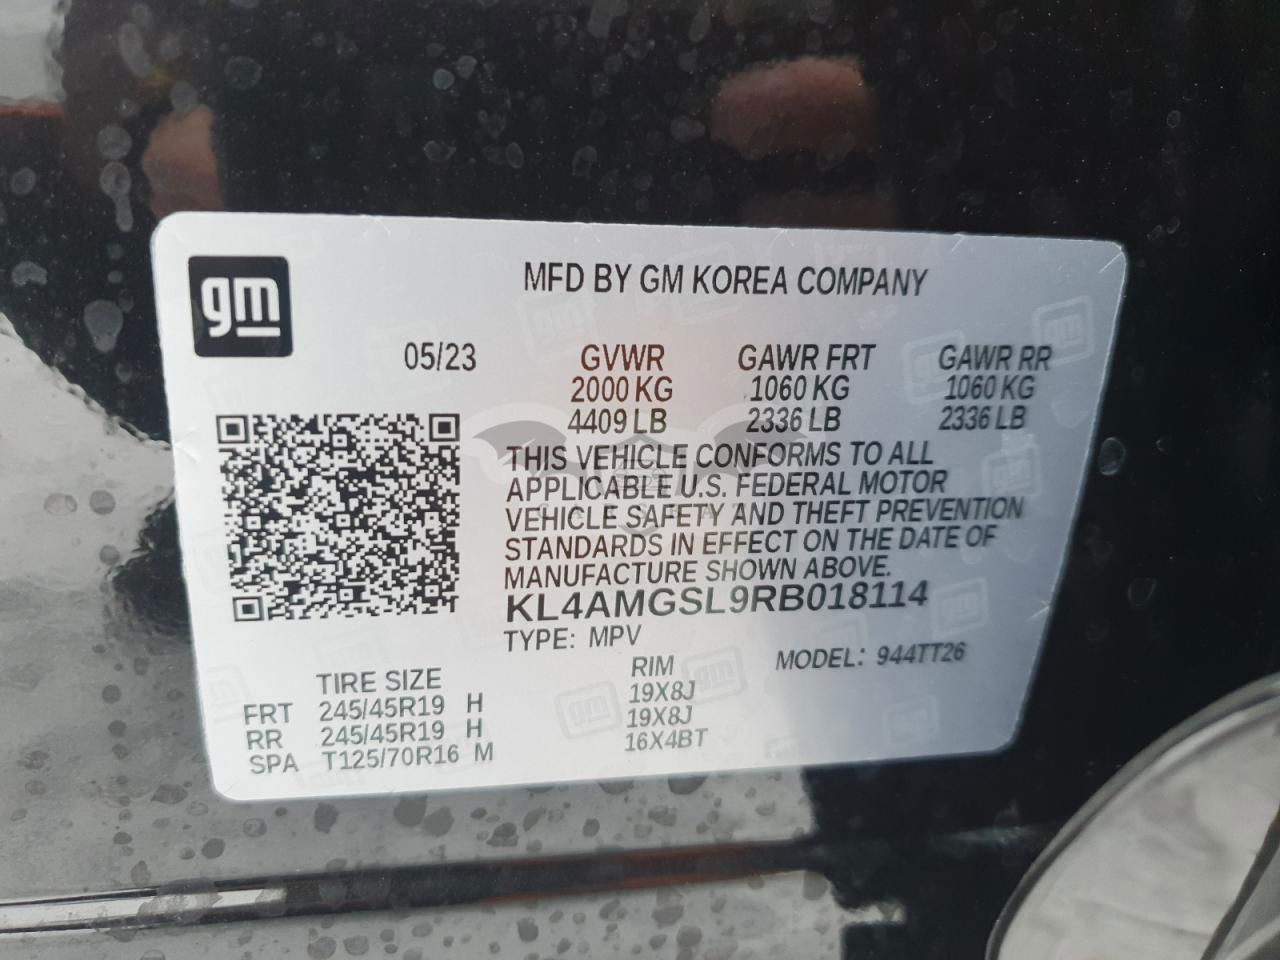 gm
MFD BY GM KOREA COMPANY
05/23 GVWR GAWR FRT GAWR RR
2000 KG 1060 KG 1060 KG
4409 LB 2336 LB 2336 LB
THIS VEHICLE CONFORMS TO ALL
APPLICABLE U.S. FEDERAL MOTOR
VEHICLE SAFETY AND THEFT PREVENTION
STANDARDS IN EFFECT ON THE DATE OF
MANUFACTURE SHOWN ABOVE.
KL4AMGSL9RB018114
TYPE: MPV
MODEL: 944TT26
TIRE SIZE RIM
FRT 245/45R19 H 19X8J
RR 245/45R19 H 19X8J
SPA T125/70R16 M 16X4BT